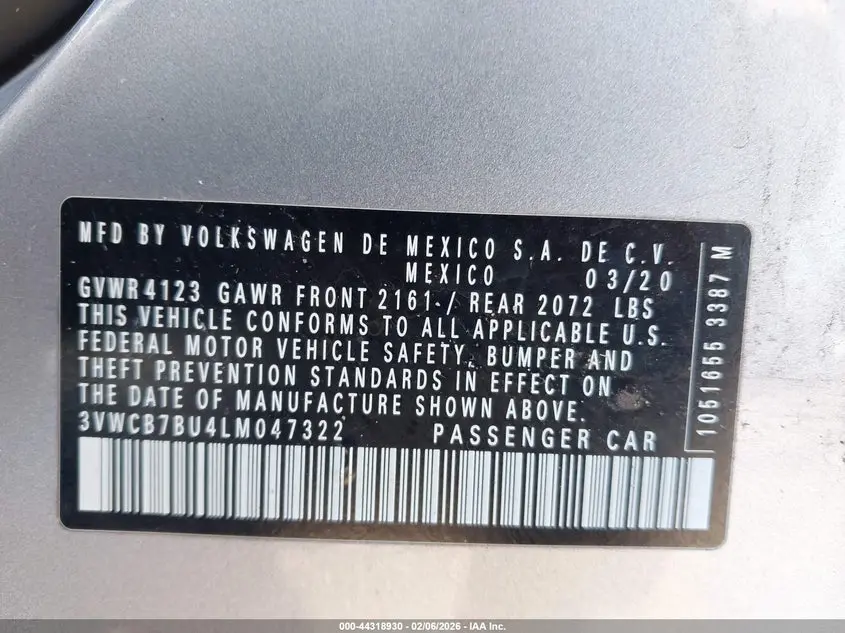 MFD BY VOLKSWAGEN DE MEXICO S.A. DE C.V.
MEXICO 03/20
GVWR 4123 GAWR FRONT 2161 / REAR 2072 LBS
THIS VEHICLE CONFORMS TO ALL APPLICABLE U.S.
FEDERAL MOTOR VEHICLE SAFETY, BUMPER AND
THEFT PREVENTION STANDARDS IN EFFECT ON
THE DATE OF MANUFACTURE SHOWN ABOVE.
3VWCB7BU4LM047322 PASSENGER CAR
1051655 3387 M
000-44318930 - 02/06/2026 - IAA Inc.